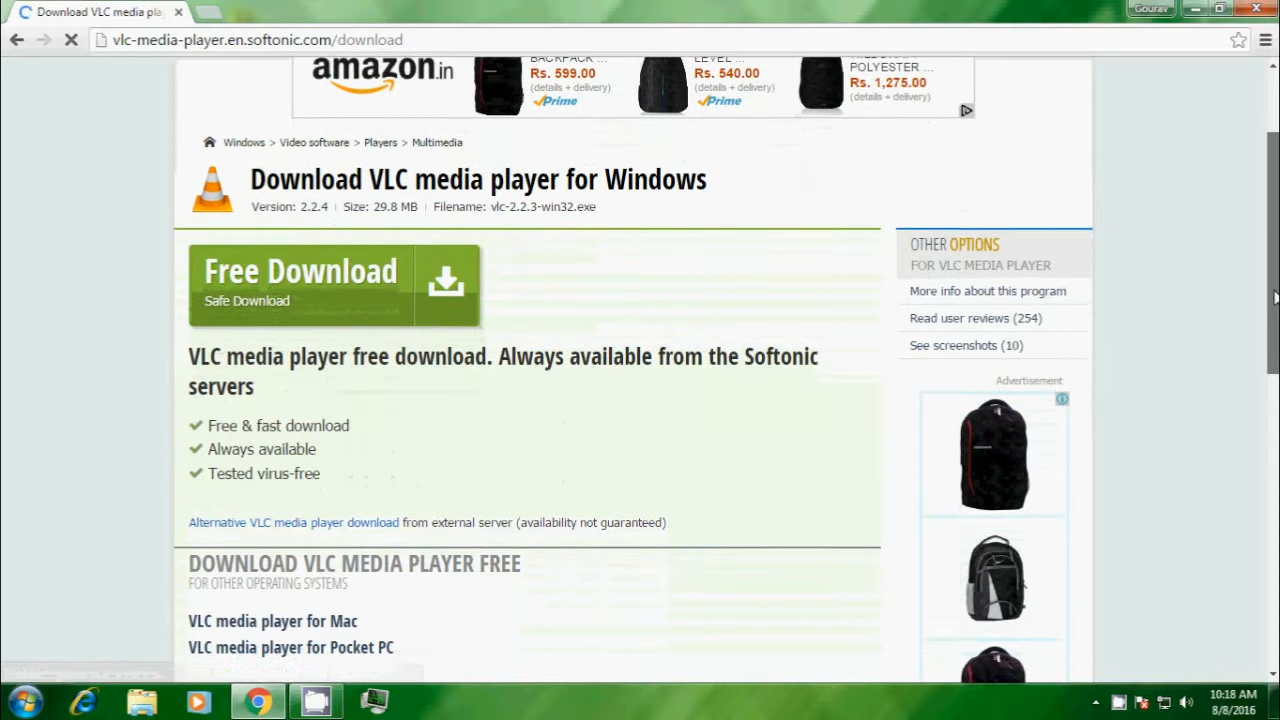 Download VLC media pla
Gourav
vlc-media-player.en.softonic.com/download
amazon.in
BACKPACK ...
Rs. 599.00
(details + delivery)
Prime
LEVEL ...
Rs. 540.00
(details + delivery)
Prime
POLYESTER ...
Rs. 1,275.00
(details + delivery)
Windows > Video software > Players > Multimedia
Download VLC media player for Windows
Version: 2.2.4 | Size: 29.8 MB | Filename: vlc-2.2.3-win32.exe
Free Download
Safe Download
VLC media player free download. Always available from the Softonic
servers
Free & fast download
Always available
Tested virus-free
Alternative VLC media player download from external server (availability not guaranteed)
DOWNLOAD VLC MEDIA PLAYER FREE
FOR OTHER OPERATING SYSTEMS
VLC media player for Mac
VLC media player for Pocket PC
OTHER OPTIONS
FOR VLC MEDIA PLAYER
More info about this program
Read user reviews (254)
See screenshots (10)
Advertisement
10:18 AM
8/8/2016